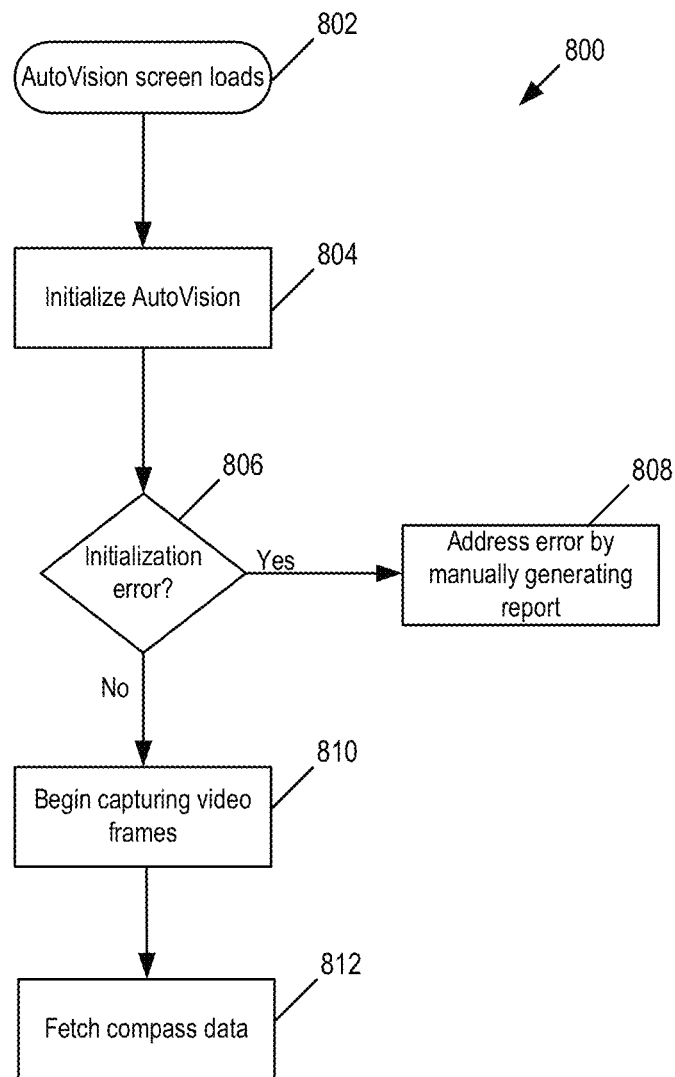 802
AutoVision screen loads
800
804
Initialize AutoVision
806
Initialization
error?
Yes
808
Address error by
manually generating
report
No
810
Begin capturing video
frames
812
Fetch compass data